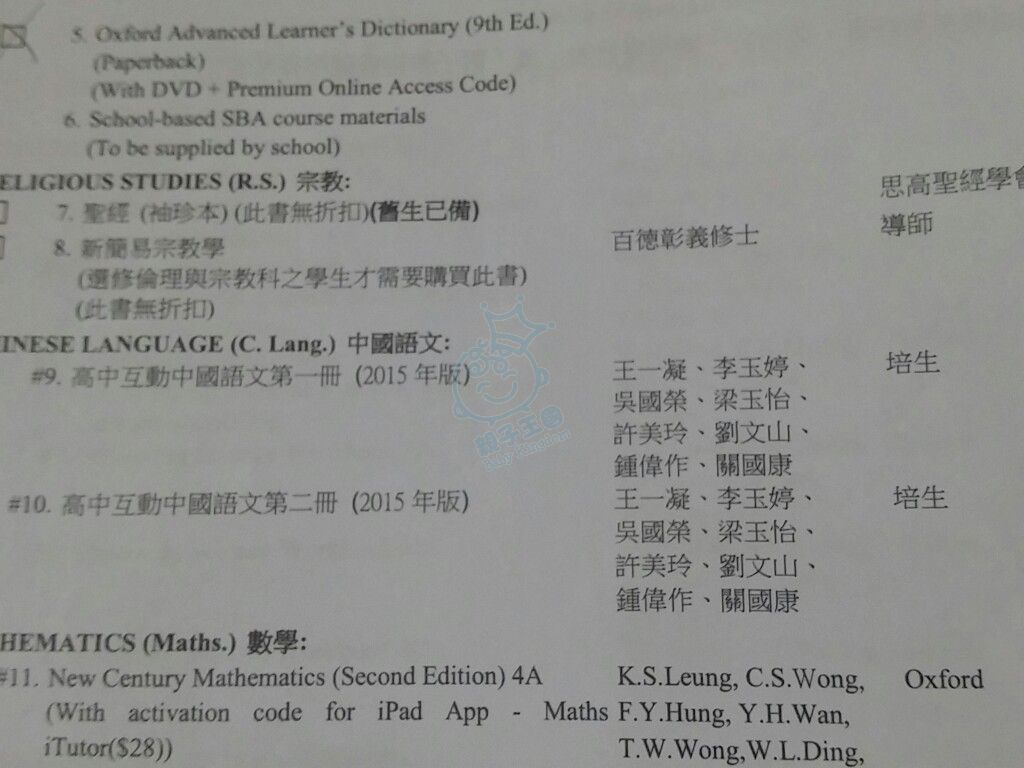 5. Oxford Advanced Learner's Dictionary (9th Ed.)
(Paperback)
(With DVD + Premium Online Access Code)
6. School-based SBA course materials
(To be supplied by school)
ELIGIOUS STUDIES (R.S.) 宗教:
7. 聖經 (袖珍本) (此書無折扣)(舊生已備) 思高聖經學會
8. 新簡易宗教學 百德彰義修士 導師
(選修倫理與宗教科之學生才需要購買此書)
(此書無折扣)
INESE LANGUAGE (C. Lang.) 中國語文:
#9. 高中互動中國語文第一冊 (2015 年版) 王一凝、李玉婷、 培生
吳國榮、梁玉怡、
許美玲、劉文山、
鍾偉作、關國康
#10. 高中互動中國語文第二冊 (2015 年版) 王一凝、李玉婷、 培生
吳國榮、梁玉怡、
許美玲、劉文山、
鍾偉作、關國康
HEMATICS (Maths.) 數學:
#11. New Century Mathematics (Second Edition) 4A K.S.Leung, C.S.Wong, Oxford
(With activation code for iPad App - Maths F.Y.Hung, Y.H.Wan,
iTutor($28)) T.W.Wong,W.L.Ding,
親子王國
Baby Kingdom